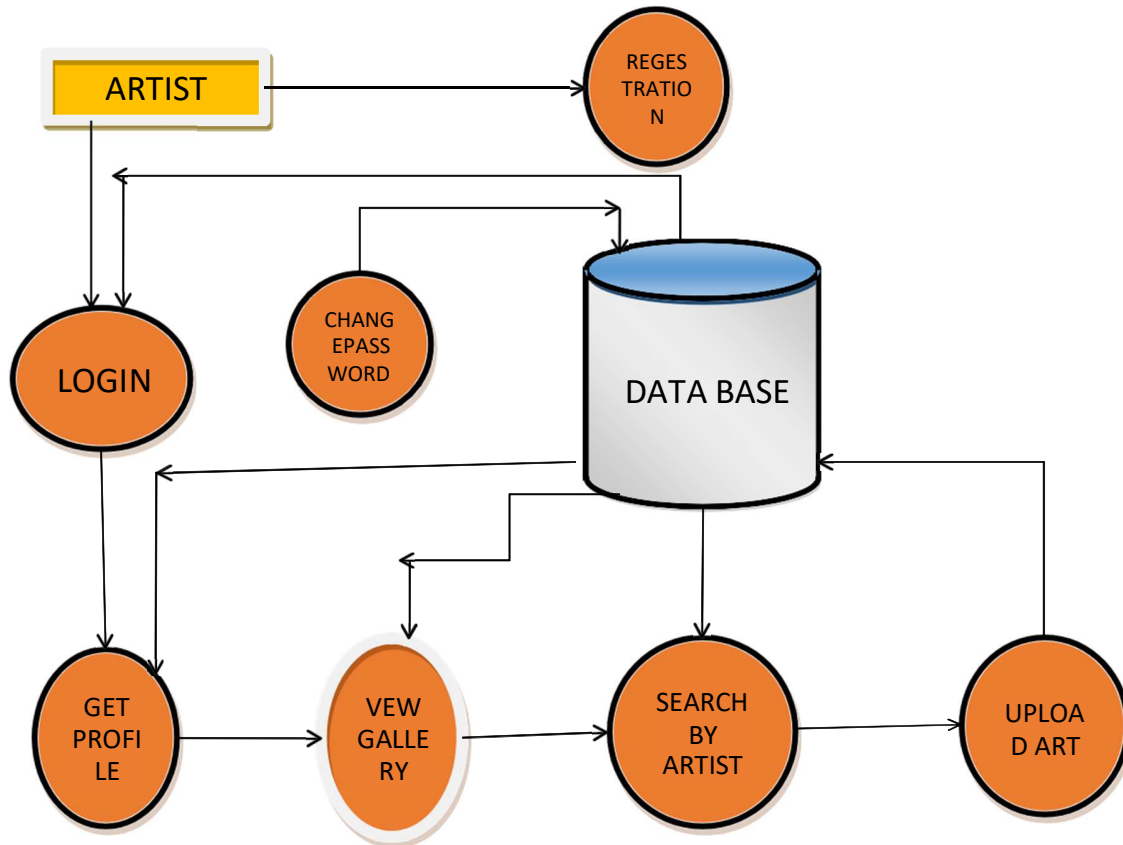 ARTIST
REGES
TRATIO
N
CHANG
EPASS
WORD
LOGIN
DATA BASE
GET
PROFI
LE
VEW
GALLE
RY
SEARCH
BY
ARTIST
UPLOA
D ART